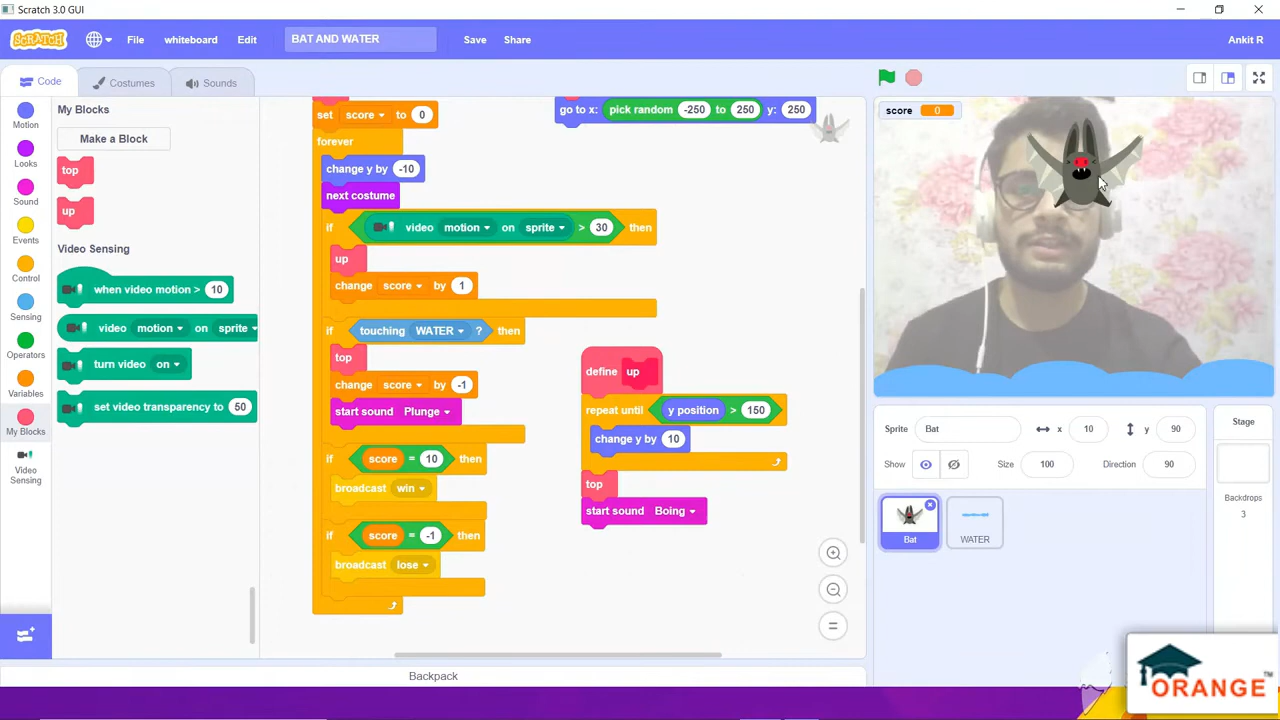 Scratch 3.0 GUI
SCRATCH
File
whiteboard
Edit
BAT AND WATER
Save
Share
Ankit R
Code
Costumes
Sounds
Motion
Looks
Sound
Events
Control
Sensing
Operators
Variables
My Blocks
Video
Sensing
My Blocks
Make a Block
top
up
Video Sensing
when video motion > 10
video motion on sprite
turn video on
set video transparency to 50
set score to 0
forever
change y by -10
next costume
if video motion on sprite > 30 then
up
change score by 1
if touching WATER ? then
top
change score by -1
start sound Plunge
if score = 10 then
broadcast win
if score = -1 then
broadcast lose
go to x: pick random -250 to 250 y: 250
define up
repeat until y position > 150
change y by 10
top
start sound Boing
Backpack
score 0
Sprite Bat x 10 y 90
Show Size 100 Direction 90
Bat
WATER
Stage
Backdrops
3
ORANGE™